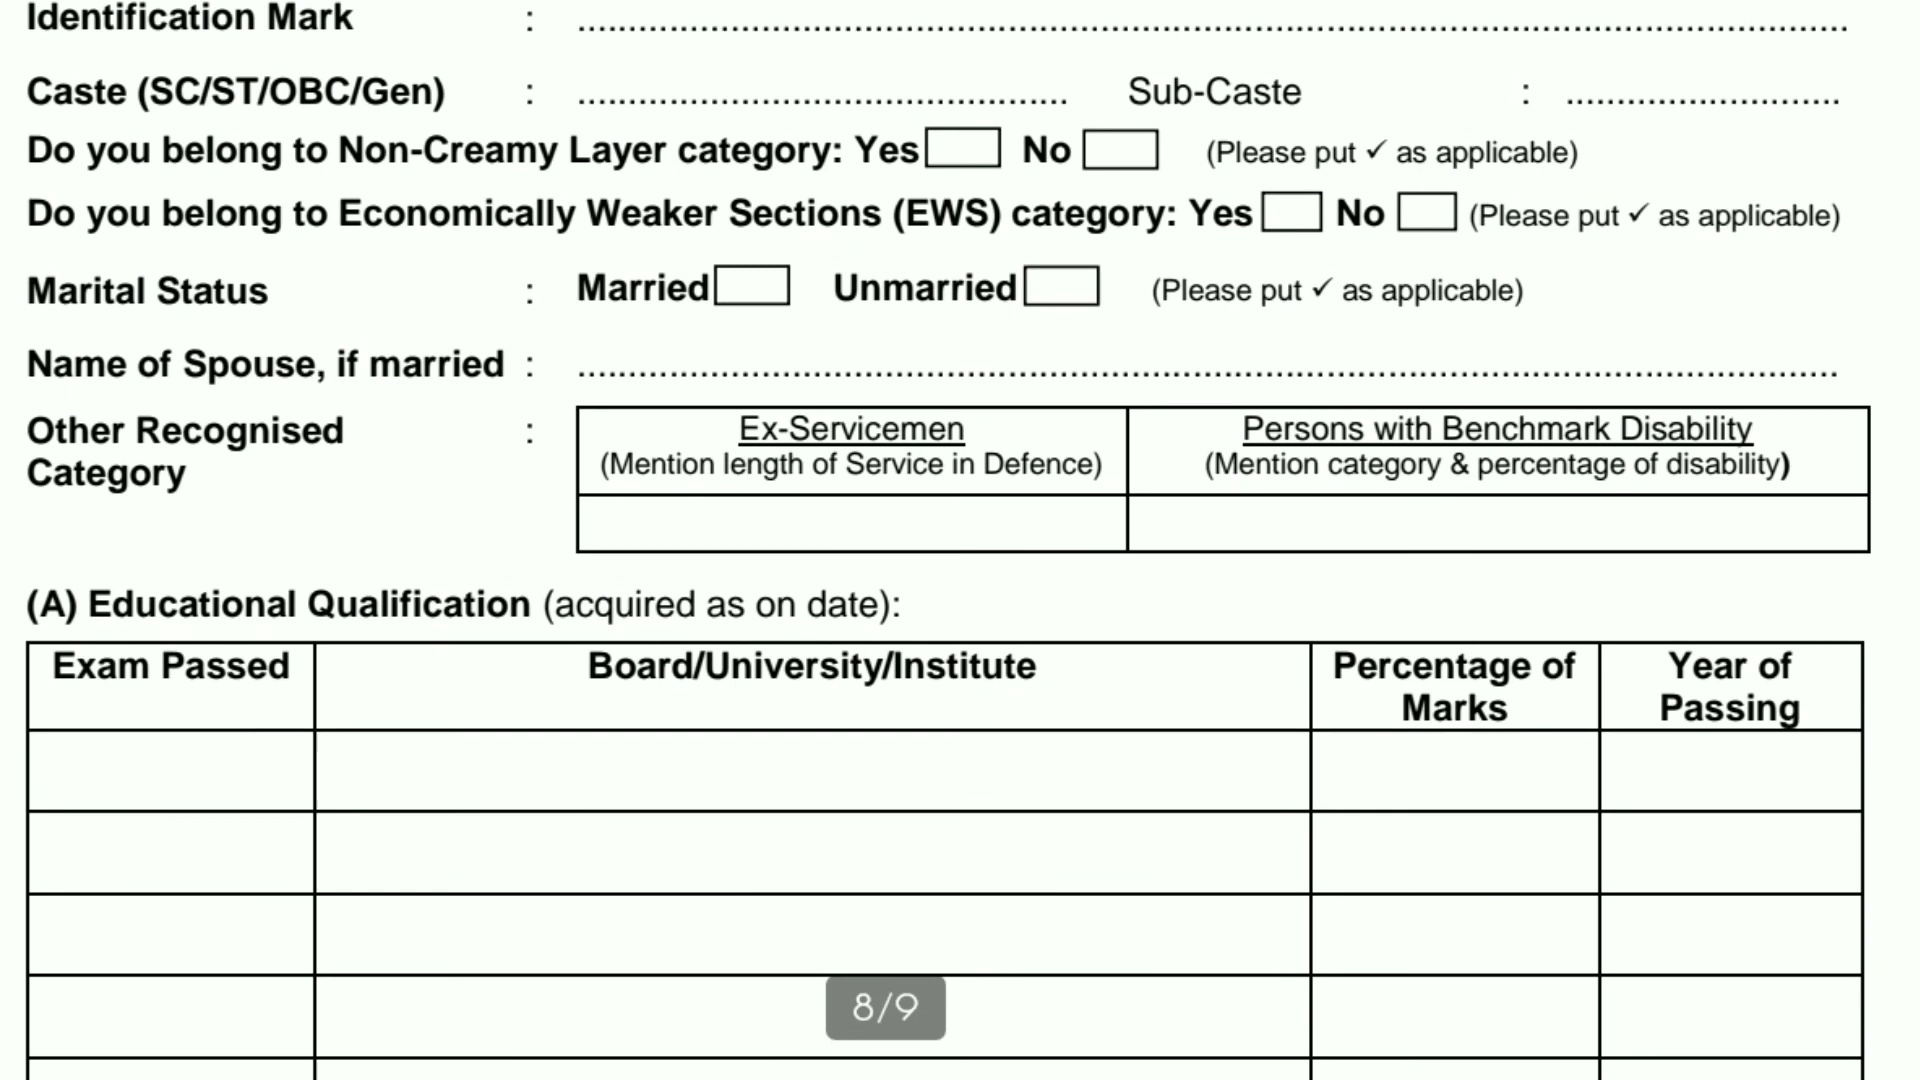 Identification Mark : ........................................................................................................................
Caste (SC/ST/OBC/Gen) : ............................................... Sub-Caste : ..........................
Do you belong to Non-Creamy Layer category: Yes No (Please put ✓ as applicable)
Do you belong to Economically Weaker Sections (EWS) category: Yes No (Please put ✓ as applicable)
Marital Status : Married Unmarried (Please put ✓ as applicable)
Name of Spouse, if married : .......................................................................................................................
Other Recognised : Ex-Servicemen Persons with Benchmark Disability
Category (Mention length of Service in Defence) (Mention category & percentage of disability)
(A) Educational Qualification (acquired as on date):
Exam Passed Board/University/Institute Percentage of Year of
Marks Passing
8/9